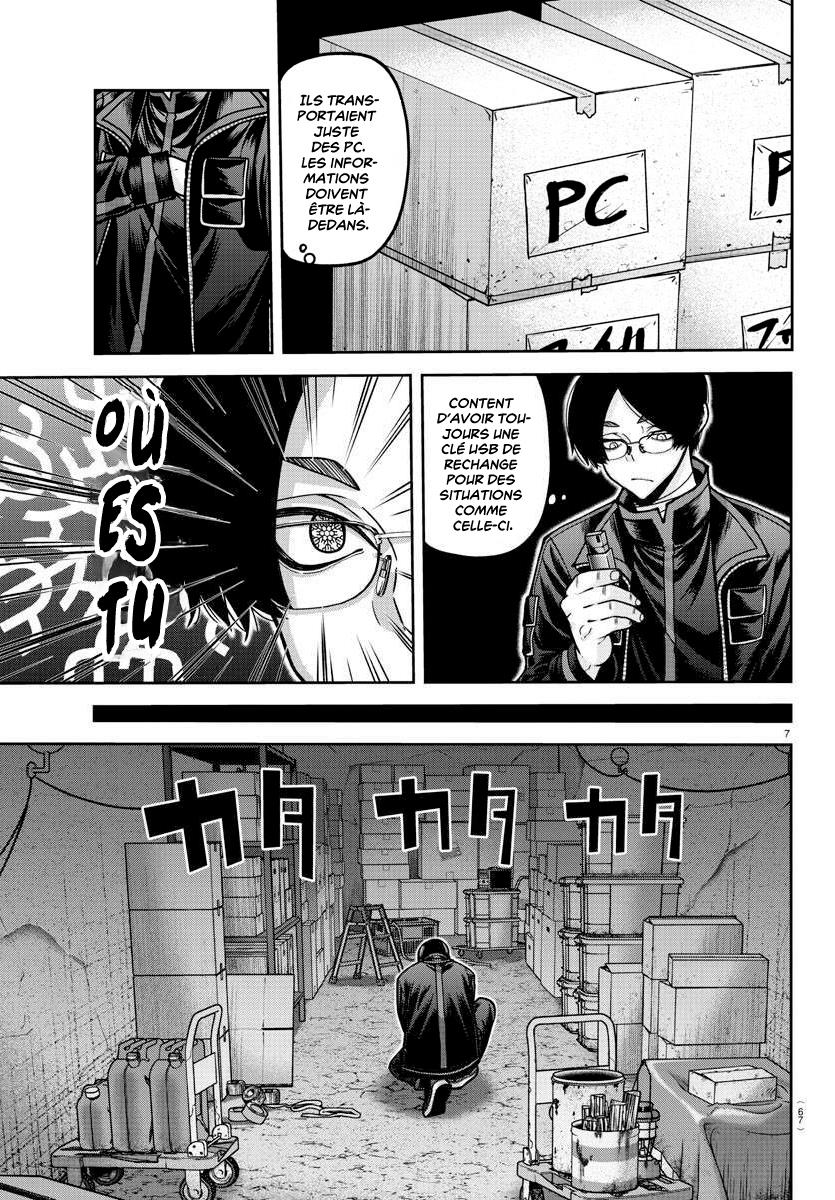 ILS TRANS-
PORTAIENT
JUSTE
DES PC.
LES INFOR-
MATIONS
DOIVENT
ÊTRE LÀ-
DEDANS.
PC
P
CONTENT
D'AVOIR TOU-
JOURS UNE
CLÉ USB DE
RECHANGE
POUR DES
SITUATIONS
COMME
CELLE-CI.
OÙ
ES
TU
7
カタ
カタ
カタ
(67)